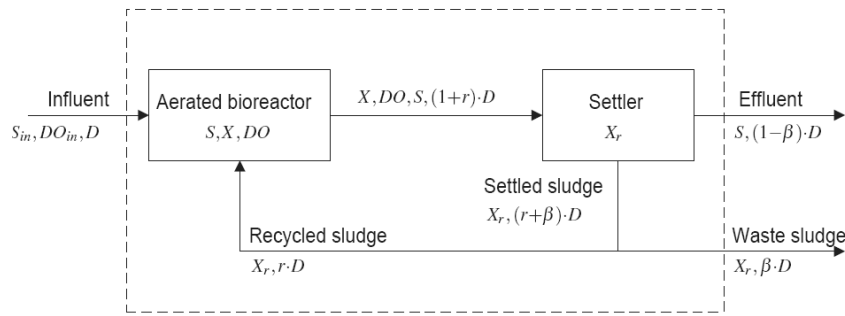 Influent
S_in, DO_in, D
Aerated bioreactor
S, X, DO
X, DO, S, (1+r)·D
Settler
X_r
Effluent
S, (1−β)·D
Settled sludge
X_r, (r+β)·D
Recycled sludge
X_r, r·D
Waste sludge
X_r, β·D